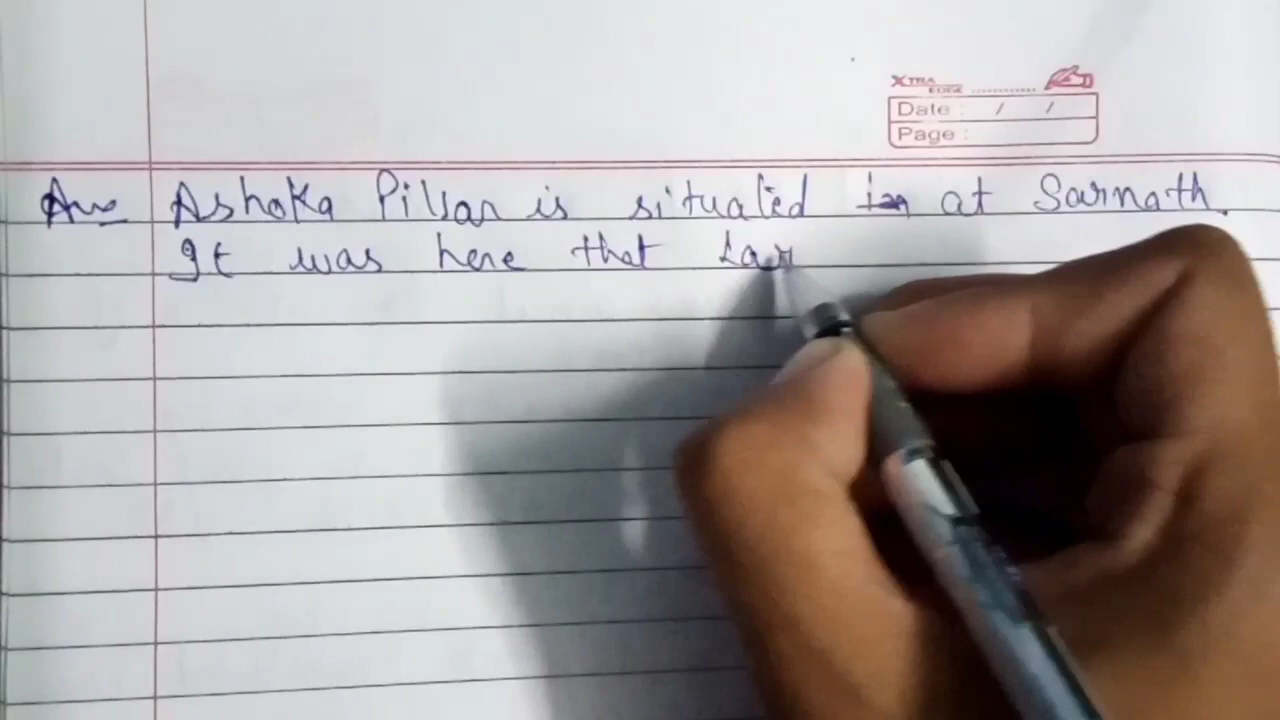 XTRA
EDGE ............
Date : / /
Page :
Ans Ashoka Pillar is situated at Sarnath.
It was here that